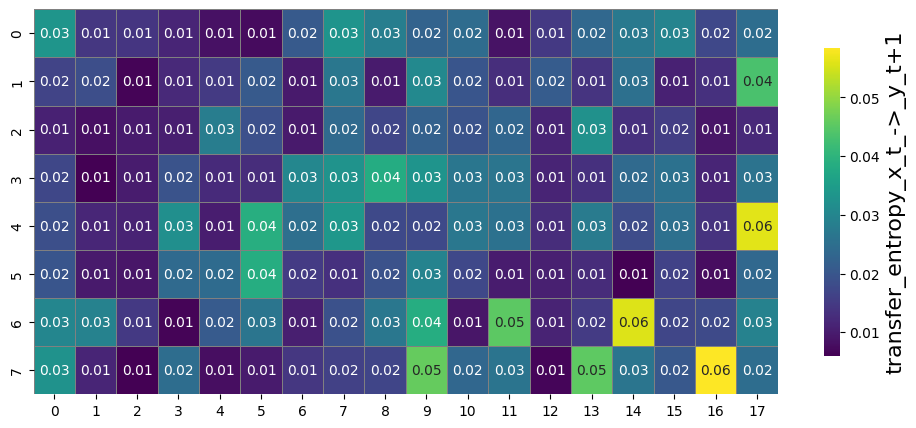 0 0.03 0.01 0.01 0.01 0.01 0.01 0.02 0.03 0.03 0.02 0.02 0.01 0.01 0.02 0.03 0.03 0.02 0.02
1 0.02 0.02 0.01 0.01 0.01 0.02 0.01 0.03 0.01 0.03 0.02 0.01 0.02 0.01 0.03 0.01 0.01 0.04
2 0.01 0.01 0.01 0.01 0.03 0.02 0.01 0.02 0.02 0.02 0.02 0.02 0.01 0.03 0.01 0.02 0.01 0.01
3 0.02 0.01 0.01 0.02 0.01 0.01 0.03 0.03 0.04 0.03 0.03 0.03 0.01 0.01 0.02 0.03 0.01 0.03
4 0.02 0.01 0.01 0.03 0.01 0.04 0.02 0.03 0.02 0.02 0.03 0.03 0.01 0.03 0.02 0.03 0.01 0.06
5 0.02 0.01 0.01 0.02 0.02 0.04 0.02 0.01 0.02 0.03 0.02 0.01 0.01 0.01 0.01 0.02 0.01 0.02
6 0.03 0.03 0.01 0.01 0.02 0.03 0.01 0.02 0.03 0.04 0.01 0.05 0.01 0.02 0.06 0.02 0.02 0.03
7 0.03 0.01 0.01 0.02 0.01 0.01 0.01 0.02 0.02 0.05 0.02 0.03 0.01 0.05 0.03 0.02 0.06 0.02
0 1 2 3 4 5 6 7 8 9 10 11 12 13 14 15 16 17
0.05
0.04
0.03
0.02
0.01
transfer_entropy_x_t_->_y_t+1